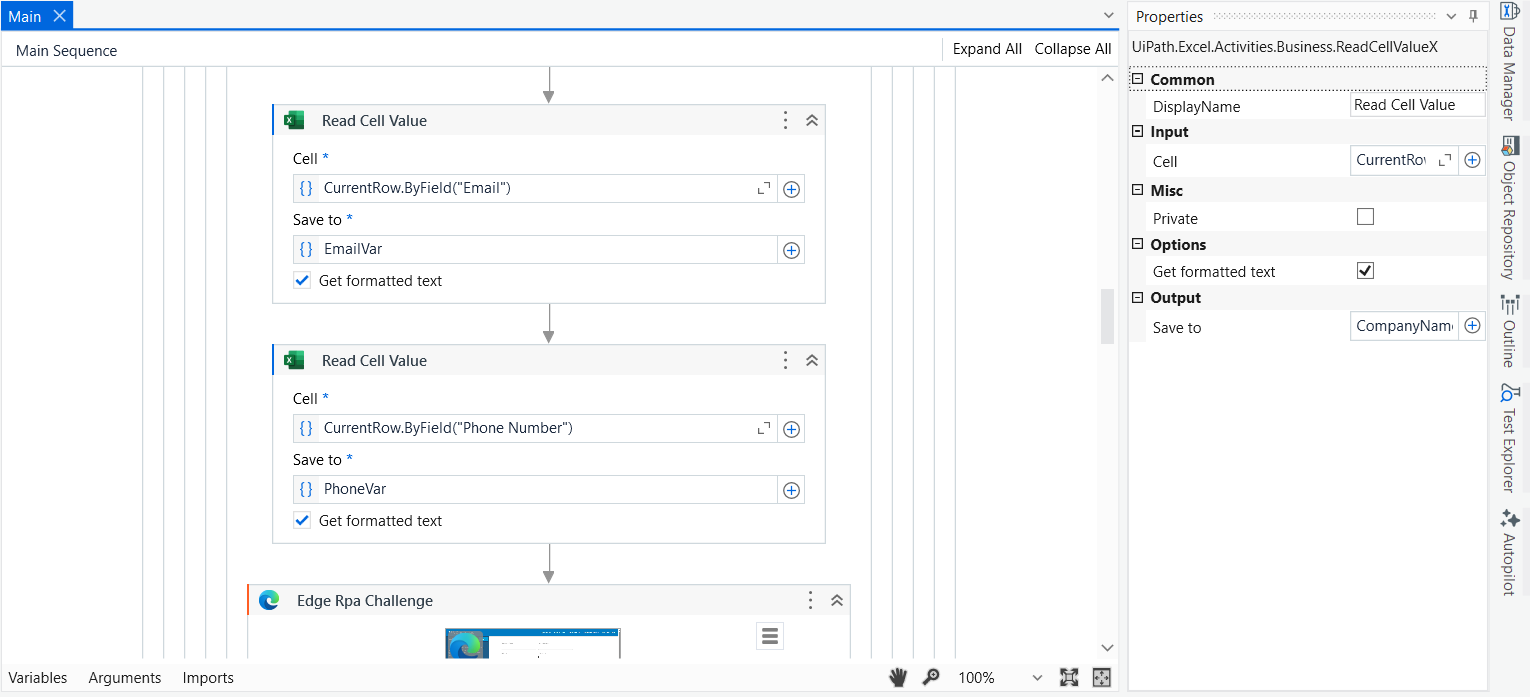 Main
Main Sequence
Expand All
Collapse All
Read Cell Value
Cell *
CurrentRow.ByField("Email")
Save to *
EmailVar
Get formatted text
Read Cell Value
Cell *
CurrentRow.ByField("Phone Number")
Save to *
PhoneVar
Get formatted text
Edge Rpa Challenge
Variables
Arguments
Imports
100%
Properties
UiPath.Excel.Activities.Business.ReadCellValueX
Common
DisplayName
Read Cell Value
Input
Cell
CurrentRo
Misc
Private
Options
Get formatted text
Output
Save to
CompanyNam
Data Manager
Object Repository
Outline
Test Explorer
Autopilot